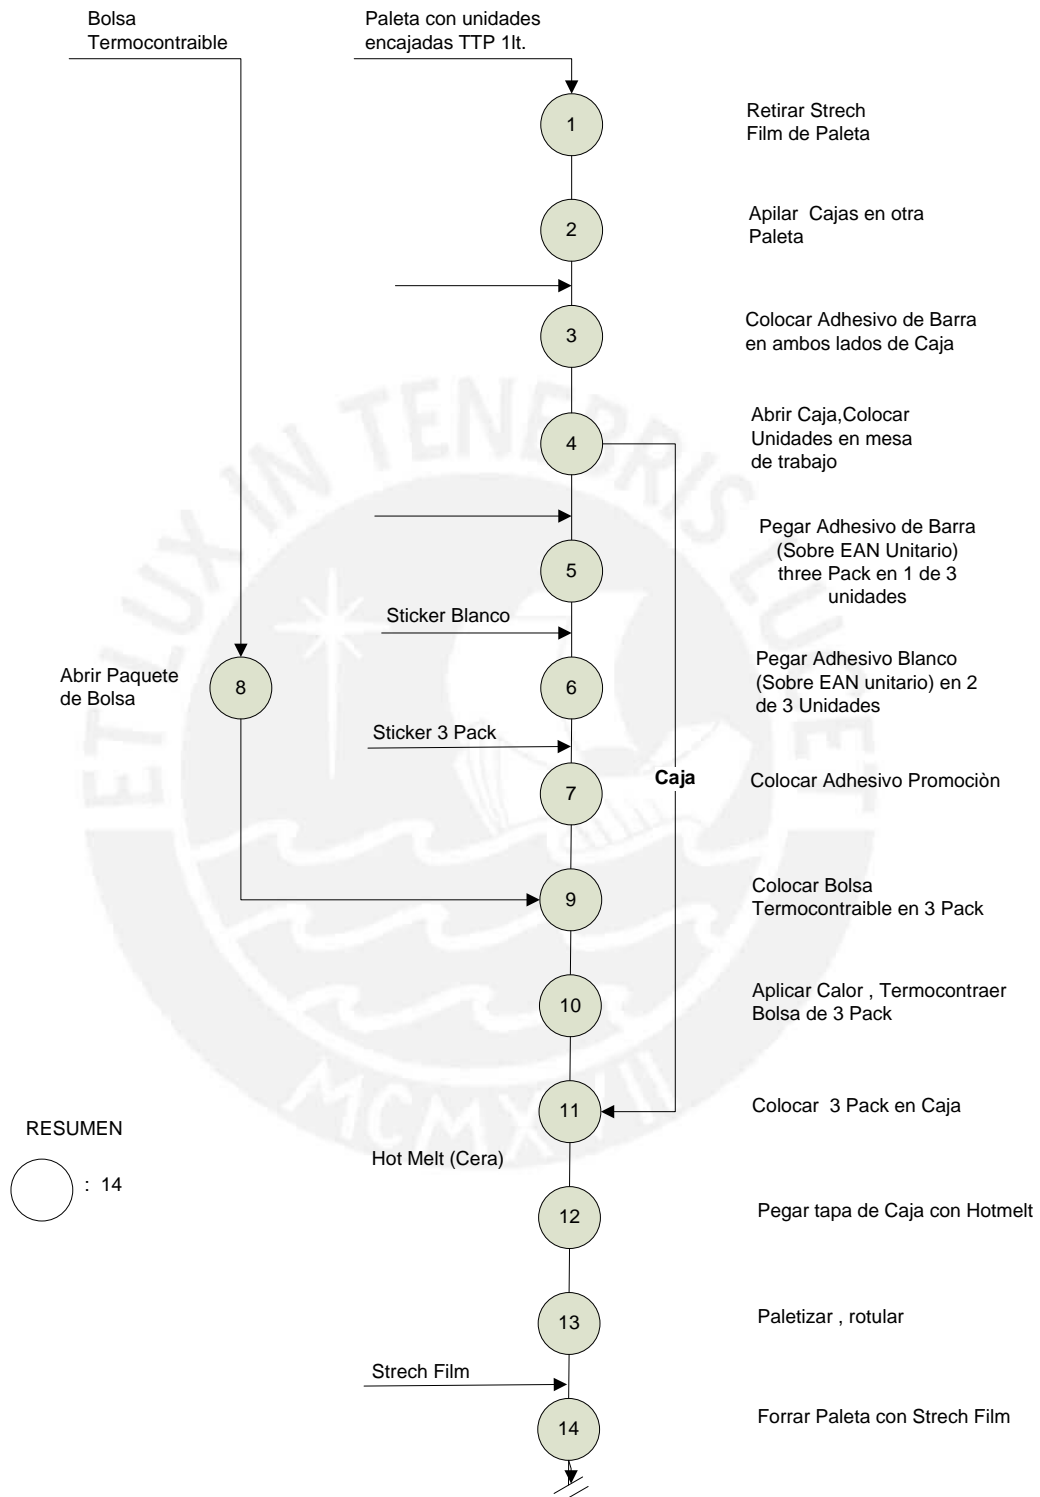 Bolsa
Termocontraible
Paleta con unidades
encajadas TTP 1lt.
1
Retirar Strech
Film de Paleta
2
Apilar Cajas en otra
Paleta
3
Colocar Adhesivo de Barra
en ambos lados de Caja
4
Abrir Caja,Colocar
Unidades en mesa
de trabajo
5
Pegar Adhesivo de Barra
(Sobre EAN Unitario)
three Pack en 1 de 3
unidades
Sticker Blanco
Abrir Paquete
de Bolsa
8
6
Pegar Adhesivo Blanco
(Sobre EAN unitario) en 2
de 3 Unidades
Sticker 3 Pack
7
Caja
Colocar Adhesivo Promociòn
9
Colocar Bolsa
Termocontraible en 3 Pack
10
Aplicar Calor , Termocontraer
Bolsa de 3 Pack
11
Colocar 3 Pack en Caja
RESUMEN
: 14
Hot Melt (Cera)
12
Pegar tapa de Caja con Hotmelt
13
Paletizar , rotular
Strech Film
14
Forrar Paleta con Strech Film
ET LUX IN TENEBRIS LUCET
MCMXVII